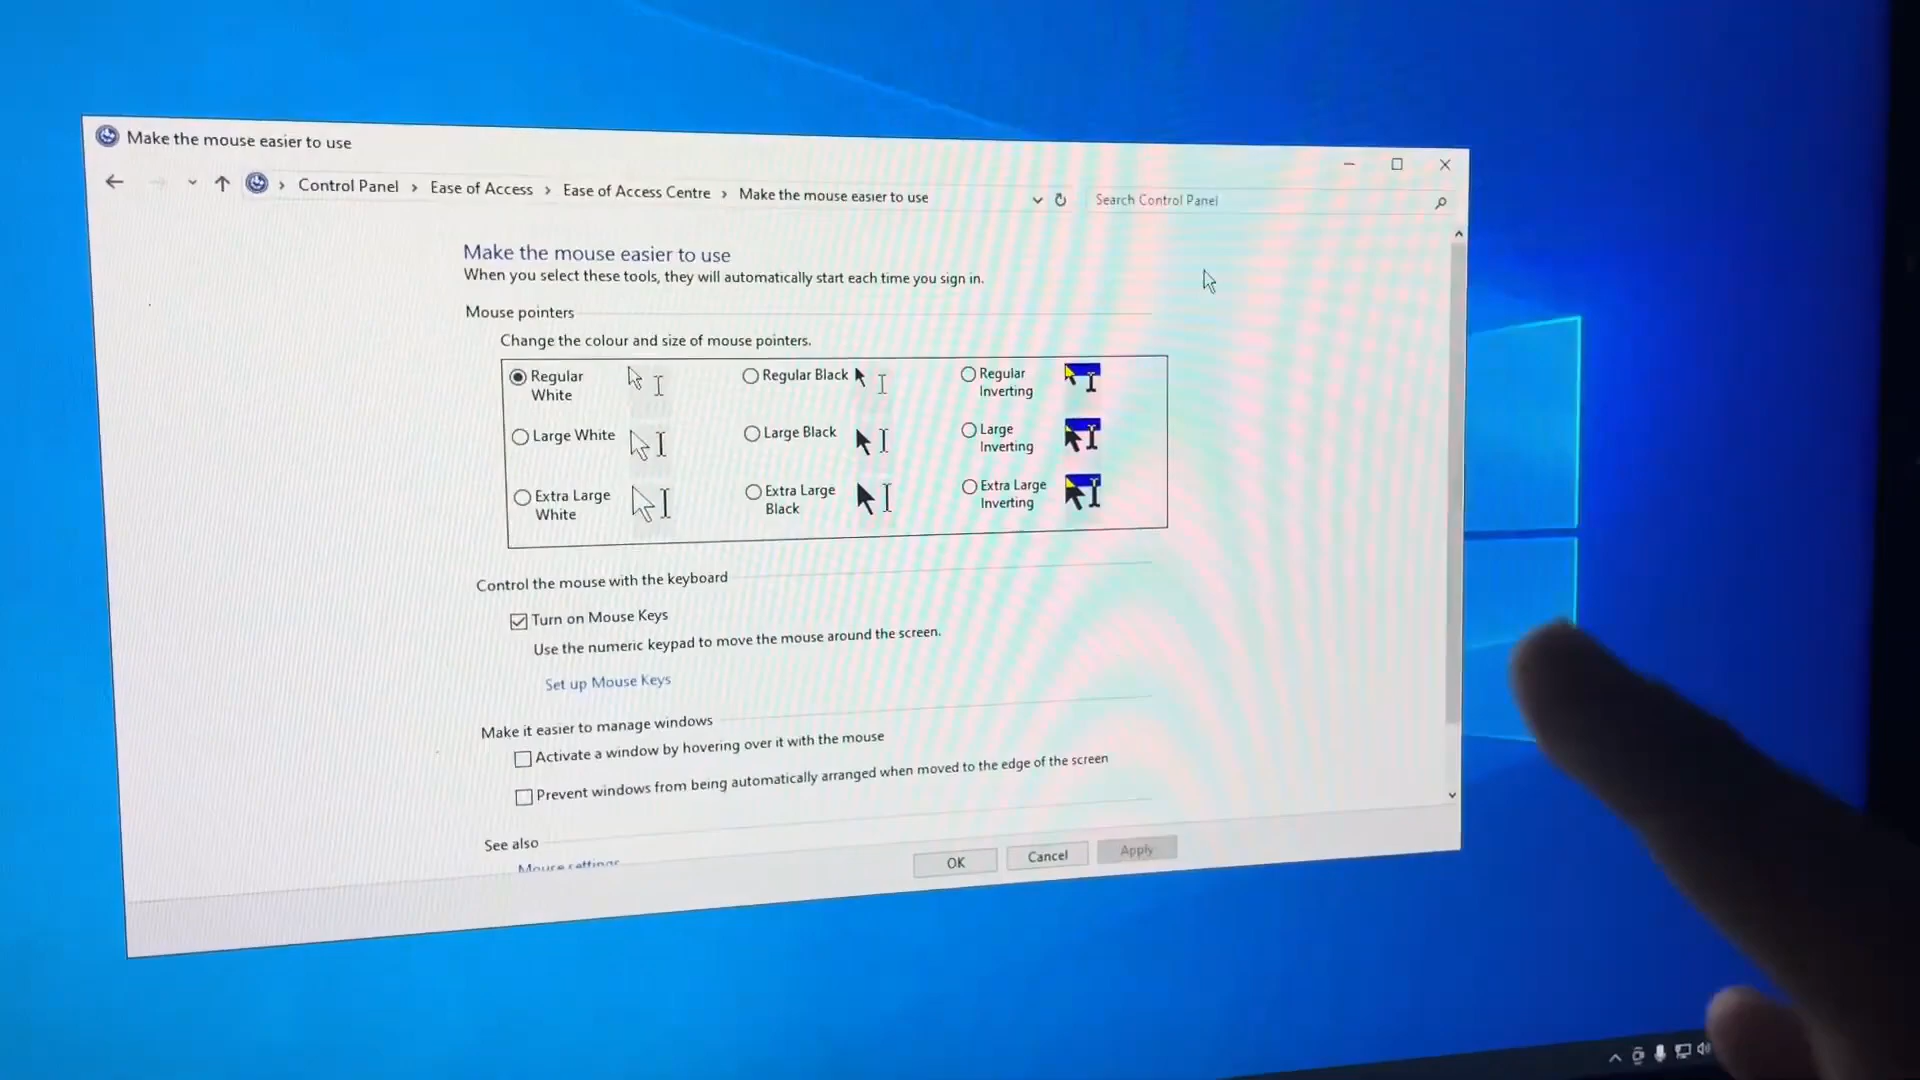 Make the mouse easier to use
Control Panel > Ease of Access > Ease of Access Centre > Make the mouse easier to use
Search Control Panel
Make the mouse easier to use
When you select these tools, they will automatically start each time you sign in.
Mouse pointers
Change the colour and size of mouse pointers.
Regular White
Regular Black
Regular Inverting
Large White
Large Black
Large Inverting
Extra Large White
Extra Large Black
Extra Large Inverting
Control the mouse with the keyboard
Turn on Mouse Keys
Use the numeric keypad to move the mouse around the screen.
Set up Mouse Keys
Make it easier to manage windows
Activate a window by hovering over it with the mouse
Prevent windows from being automatically arranged when moved to the edge of the screen
See also
Mouse settings
OK
Cancel
Apply